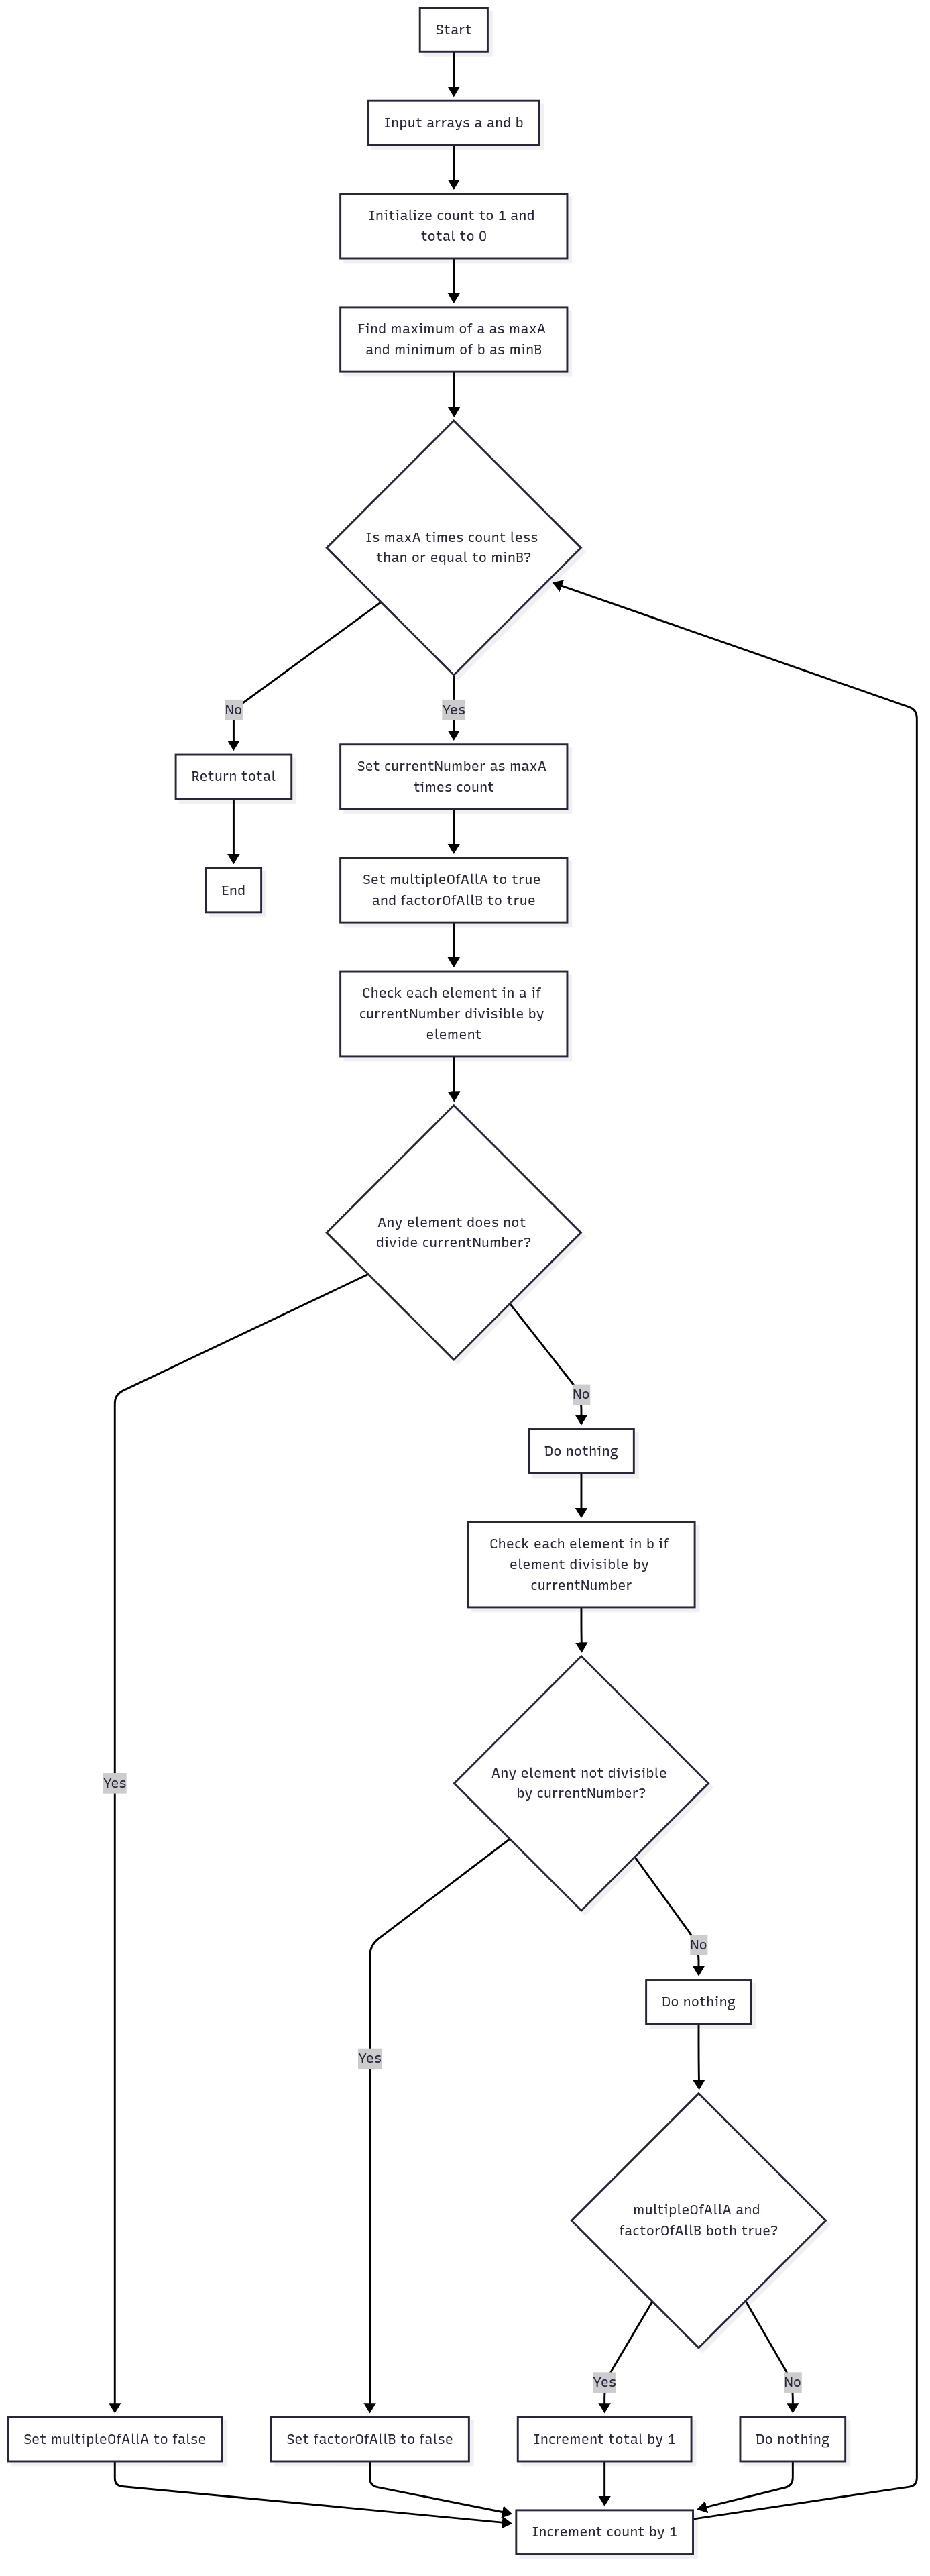 Start
Input arrays a and b
Initialize count to 1 and
total to 0
Find maximum of a as maxA
and minimum of b as minB
Is maxA times count less
than or equal to minB?
No
Yes
Return total
Set currentNumber as maxA
times count
Set multipleOfAllA to true
and factorOfAllB to true
End
Check each element in a if
currentNumber divisible by
element
Any element does not
divide currentNumber?
No
Do nothing
Check each element in b if
element divisible by
currentNumber
Any element not divisible
by currentNumber?
Yes
No
Do nothing
Yes
multipleOfAllA and
factorOfAllB both true?
Yes
No
Set multipleOfAllA to false
Set factorOfAllB to false
Increment total by 1
Do nothing
Increment count by 1